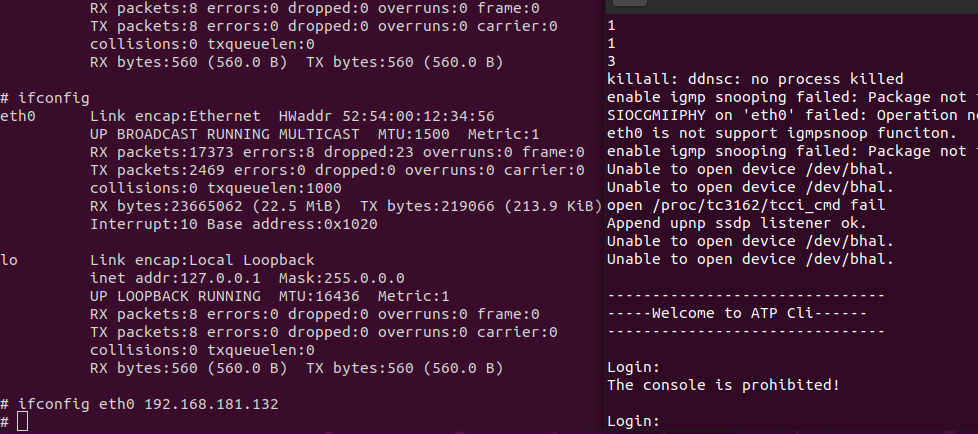 RX packets:8 errors:0 dropped:0 overruns:0 frame:0
TX packets:8 errors:0 dropped:0 overruns:0 carrier:0
collisions:0 txqueuelen:0
RX bytes:560 (560.0 B)  TX bytes:560 (560.0 B)
# ifconfig
eth0      Link encap:Ethernet  HWaddr 52:54:00:12:34:56
UP BROADCAST RUNNING MULTICAST  MTU:1500  Metric:1
RX packets:17373 errors:8 dropped:23 overruns:0 frame:0
TX packets:2469 errors:0 dropped:0 overruns:0 carrier:0
collisions:0 txqueuelen:1000
RX bytes:23665062 (22.5 MiB)  TX bytes:219066 (213.9 KiB)
Interrupt:10 Base address:0x1020
lo        Link encap:Local Loopback
inet addr:127.0.0.1  Mask:255.0.0.0
UP LOOPBACK RUNNING  MTU:16436  Metric:1
RX packets:8 errors:0 dropped:0 overruns:0 frame:0
TX packets:8 errors:0 dropped:0 overruns:0 carrier:0
collisions:0 txqueuelen:0
RX bytes:560 (560.0 B)  TX bytes:560 (560.0 B)
# ifconfig eth0 192.168.181.132
#
1
1
3
killall: ddnsc: no process killed
enable igmp snooping failed: Package not
SIOCGMIIPHY on 'eth0' failed: Operation
eth0 is not support igmpsnoop funciton.
enable igmp snooping failed: Package not
Unable to open device /dev/bhal.
Unable to open device /dev/bhal.
open /proc/tc3162/tcci_cmd fail
Append upnp ssdp listener ok.
Unable to open device /dev/bhal.
Unable to open device /dev/bhal.
-------------------------------
-----Welcome to ATP Cli------
-------------------------------
Login:
The console is prohibited!
Login: